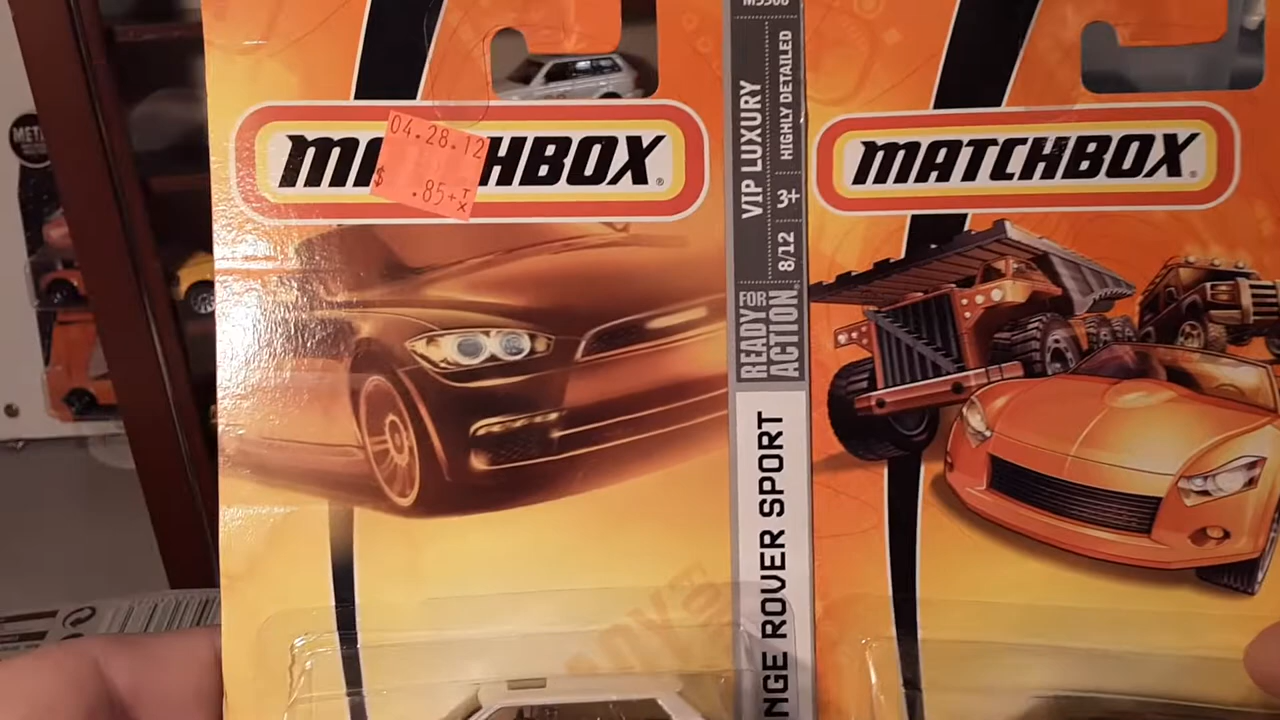 MATCHBOX
04.28.12
$ .85+T/X
VIP LUXURY
HIGHLY DETAILED
3+
8/12
READY FOR
ACTION
NGE ROVER SPORT
MATCHBOX